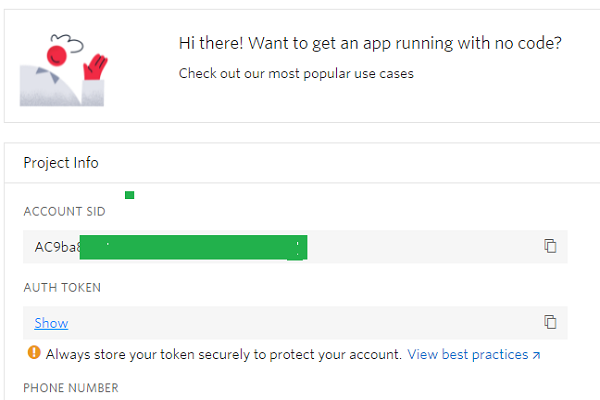 Hi there! Want to get an app running with no code?
Check out our most popular use cases
Project Info
ACCOUNT SID
AC9ba
AUTH TOKEN
Show
Always store your token securely to protect your account. View best practices ↗
PHONE NUMBER